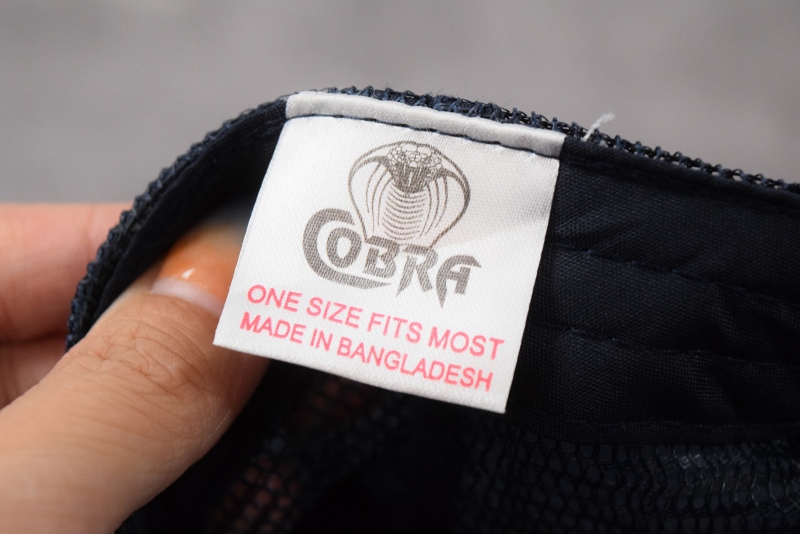 COBRA
ONE SIZE FITS MOST
MADE IN BANGLADESH